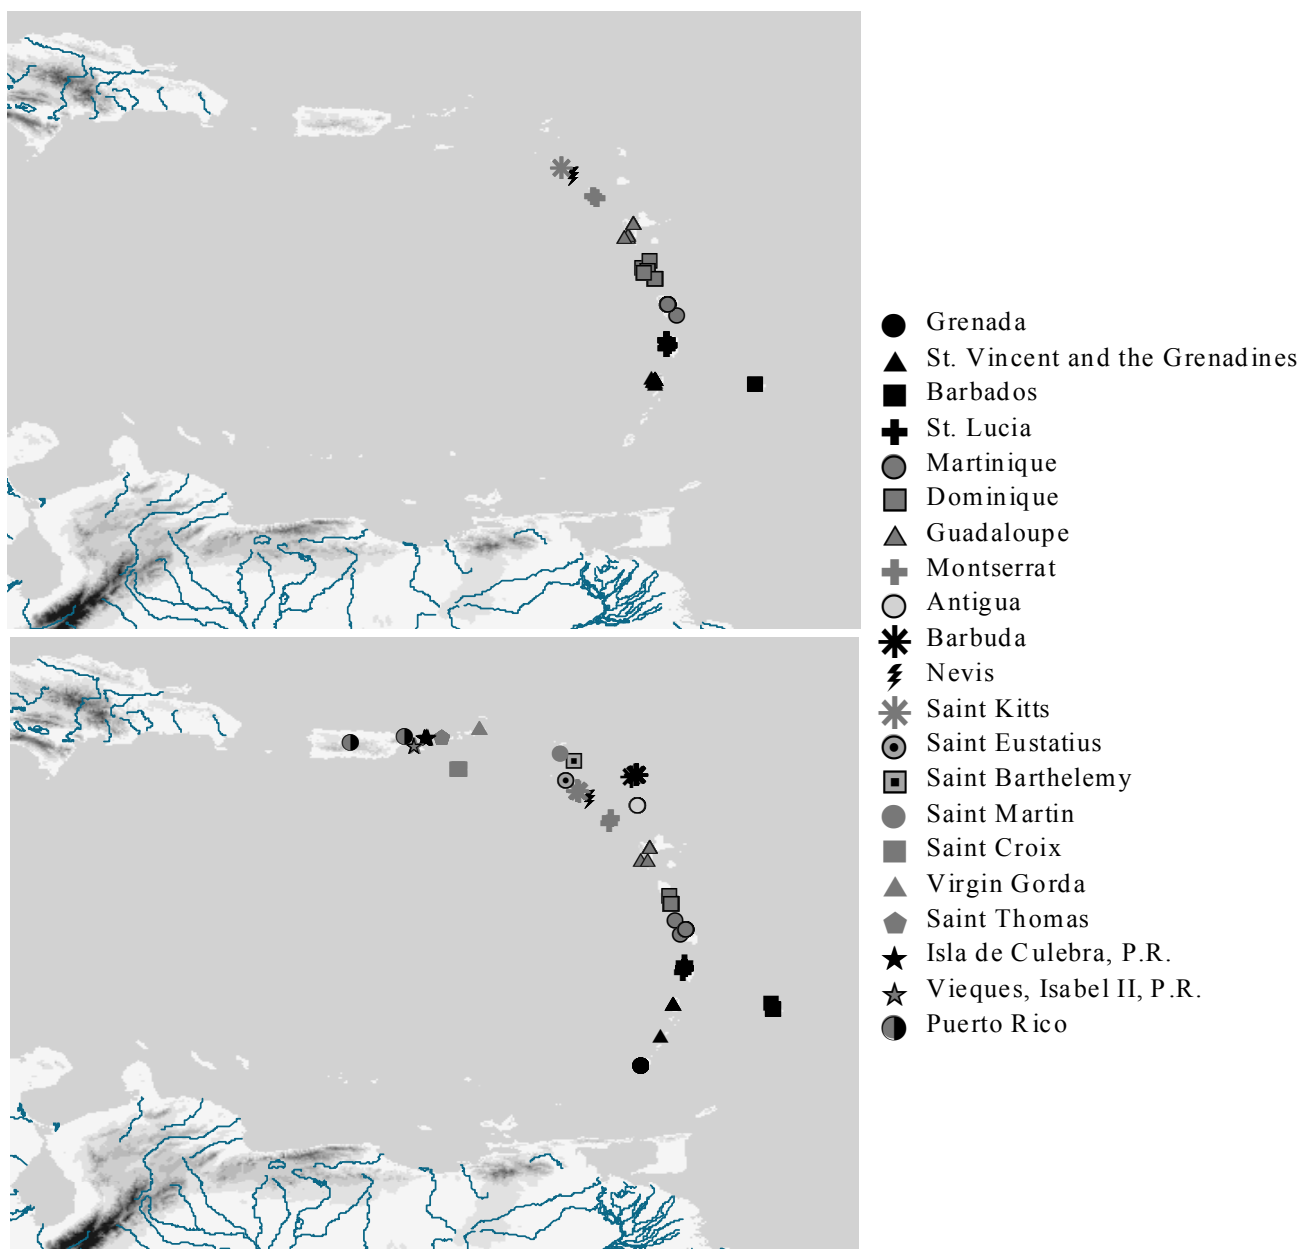 Grenada
St. Vincent and the Grenadines
Barbados
St. Lucia
Martinique
Dominique
Guadaloupe
Montserrat
Antigua
Barbuda
Nevis
Saint Kitts
Saint Eustatius
Saint Barthelemy
Saint Martin
Saint Croix
Virgin Gorda
Saint Thomas
Isla de Culebra, P.R.
Vieques, Isabel II, P.R.
Puerto Rico